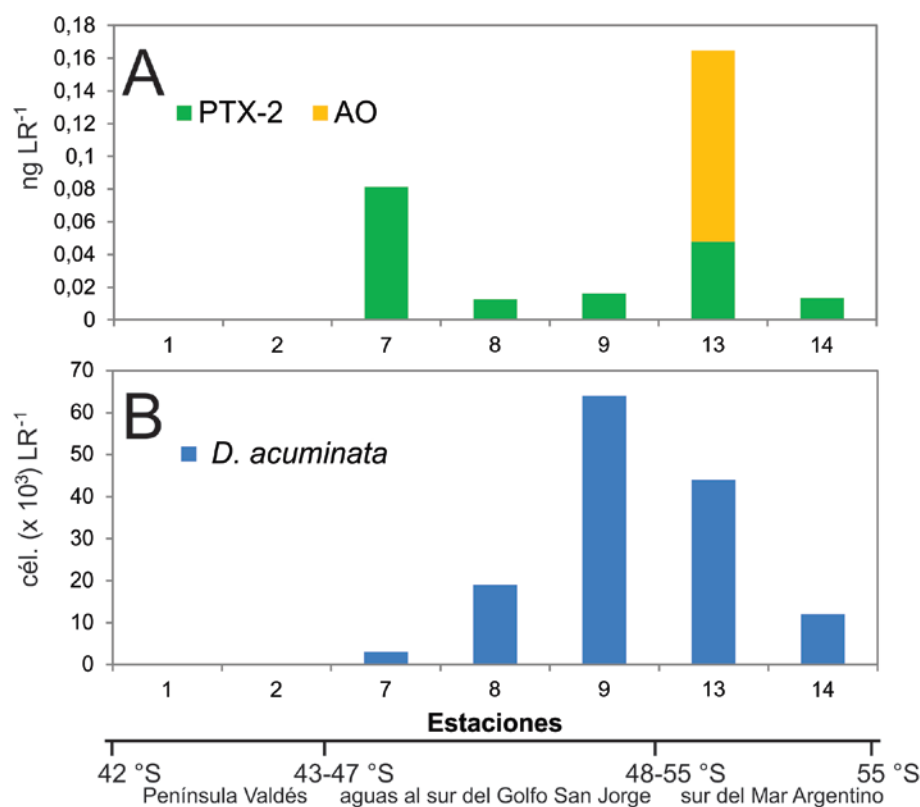 0,18
0,16
0,14
0,12
0,1
0,08
0,06
0,04
0,02
0
ng LR⁻¹
A
PTX-2 AO
1 2 7 8 9 13 14
70
60
50
40
30
20
10
0
cél. (x 10³) LR⁻¹
B
D. acuminata
1 2 7 8 9 13 14
Estaciones
42 °S 43-47 °S 48-55 °S 55 °S
Península Valdés aguas al sur del Golfo San Jorge sur del Mar Argentino